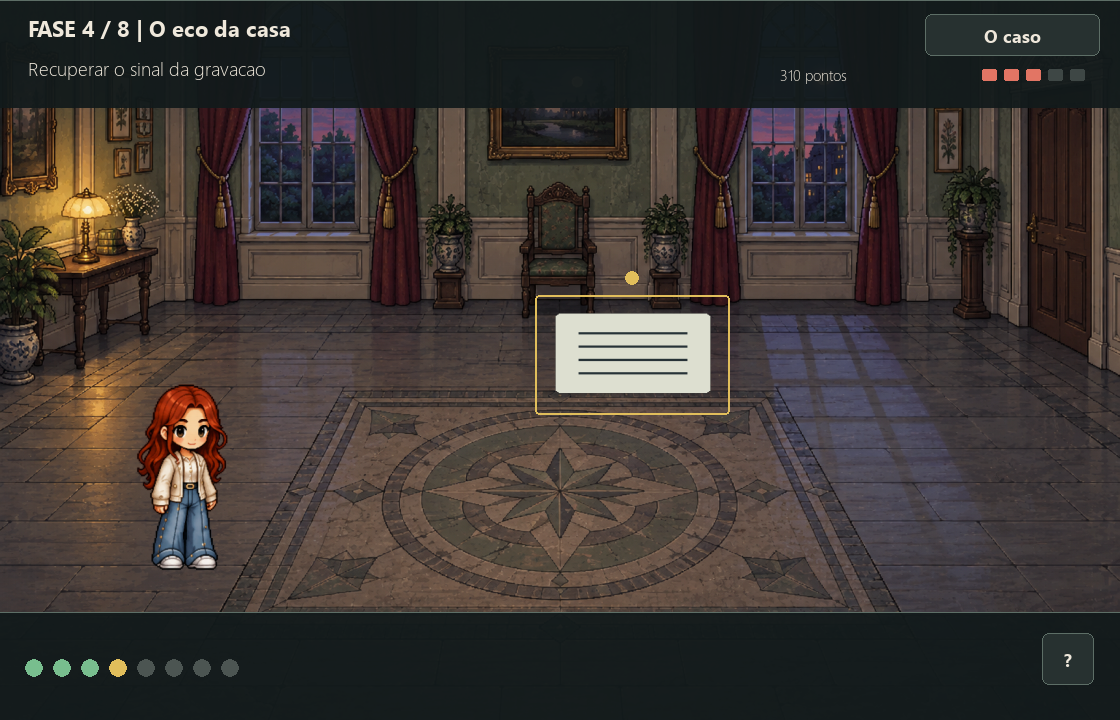 FASE 4 / 8 | O eco da casa
O caso
Recuperar o sinal da gravacao
310 pontos
?